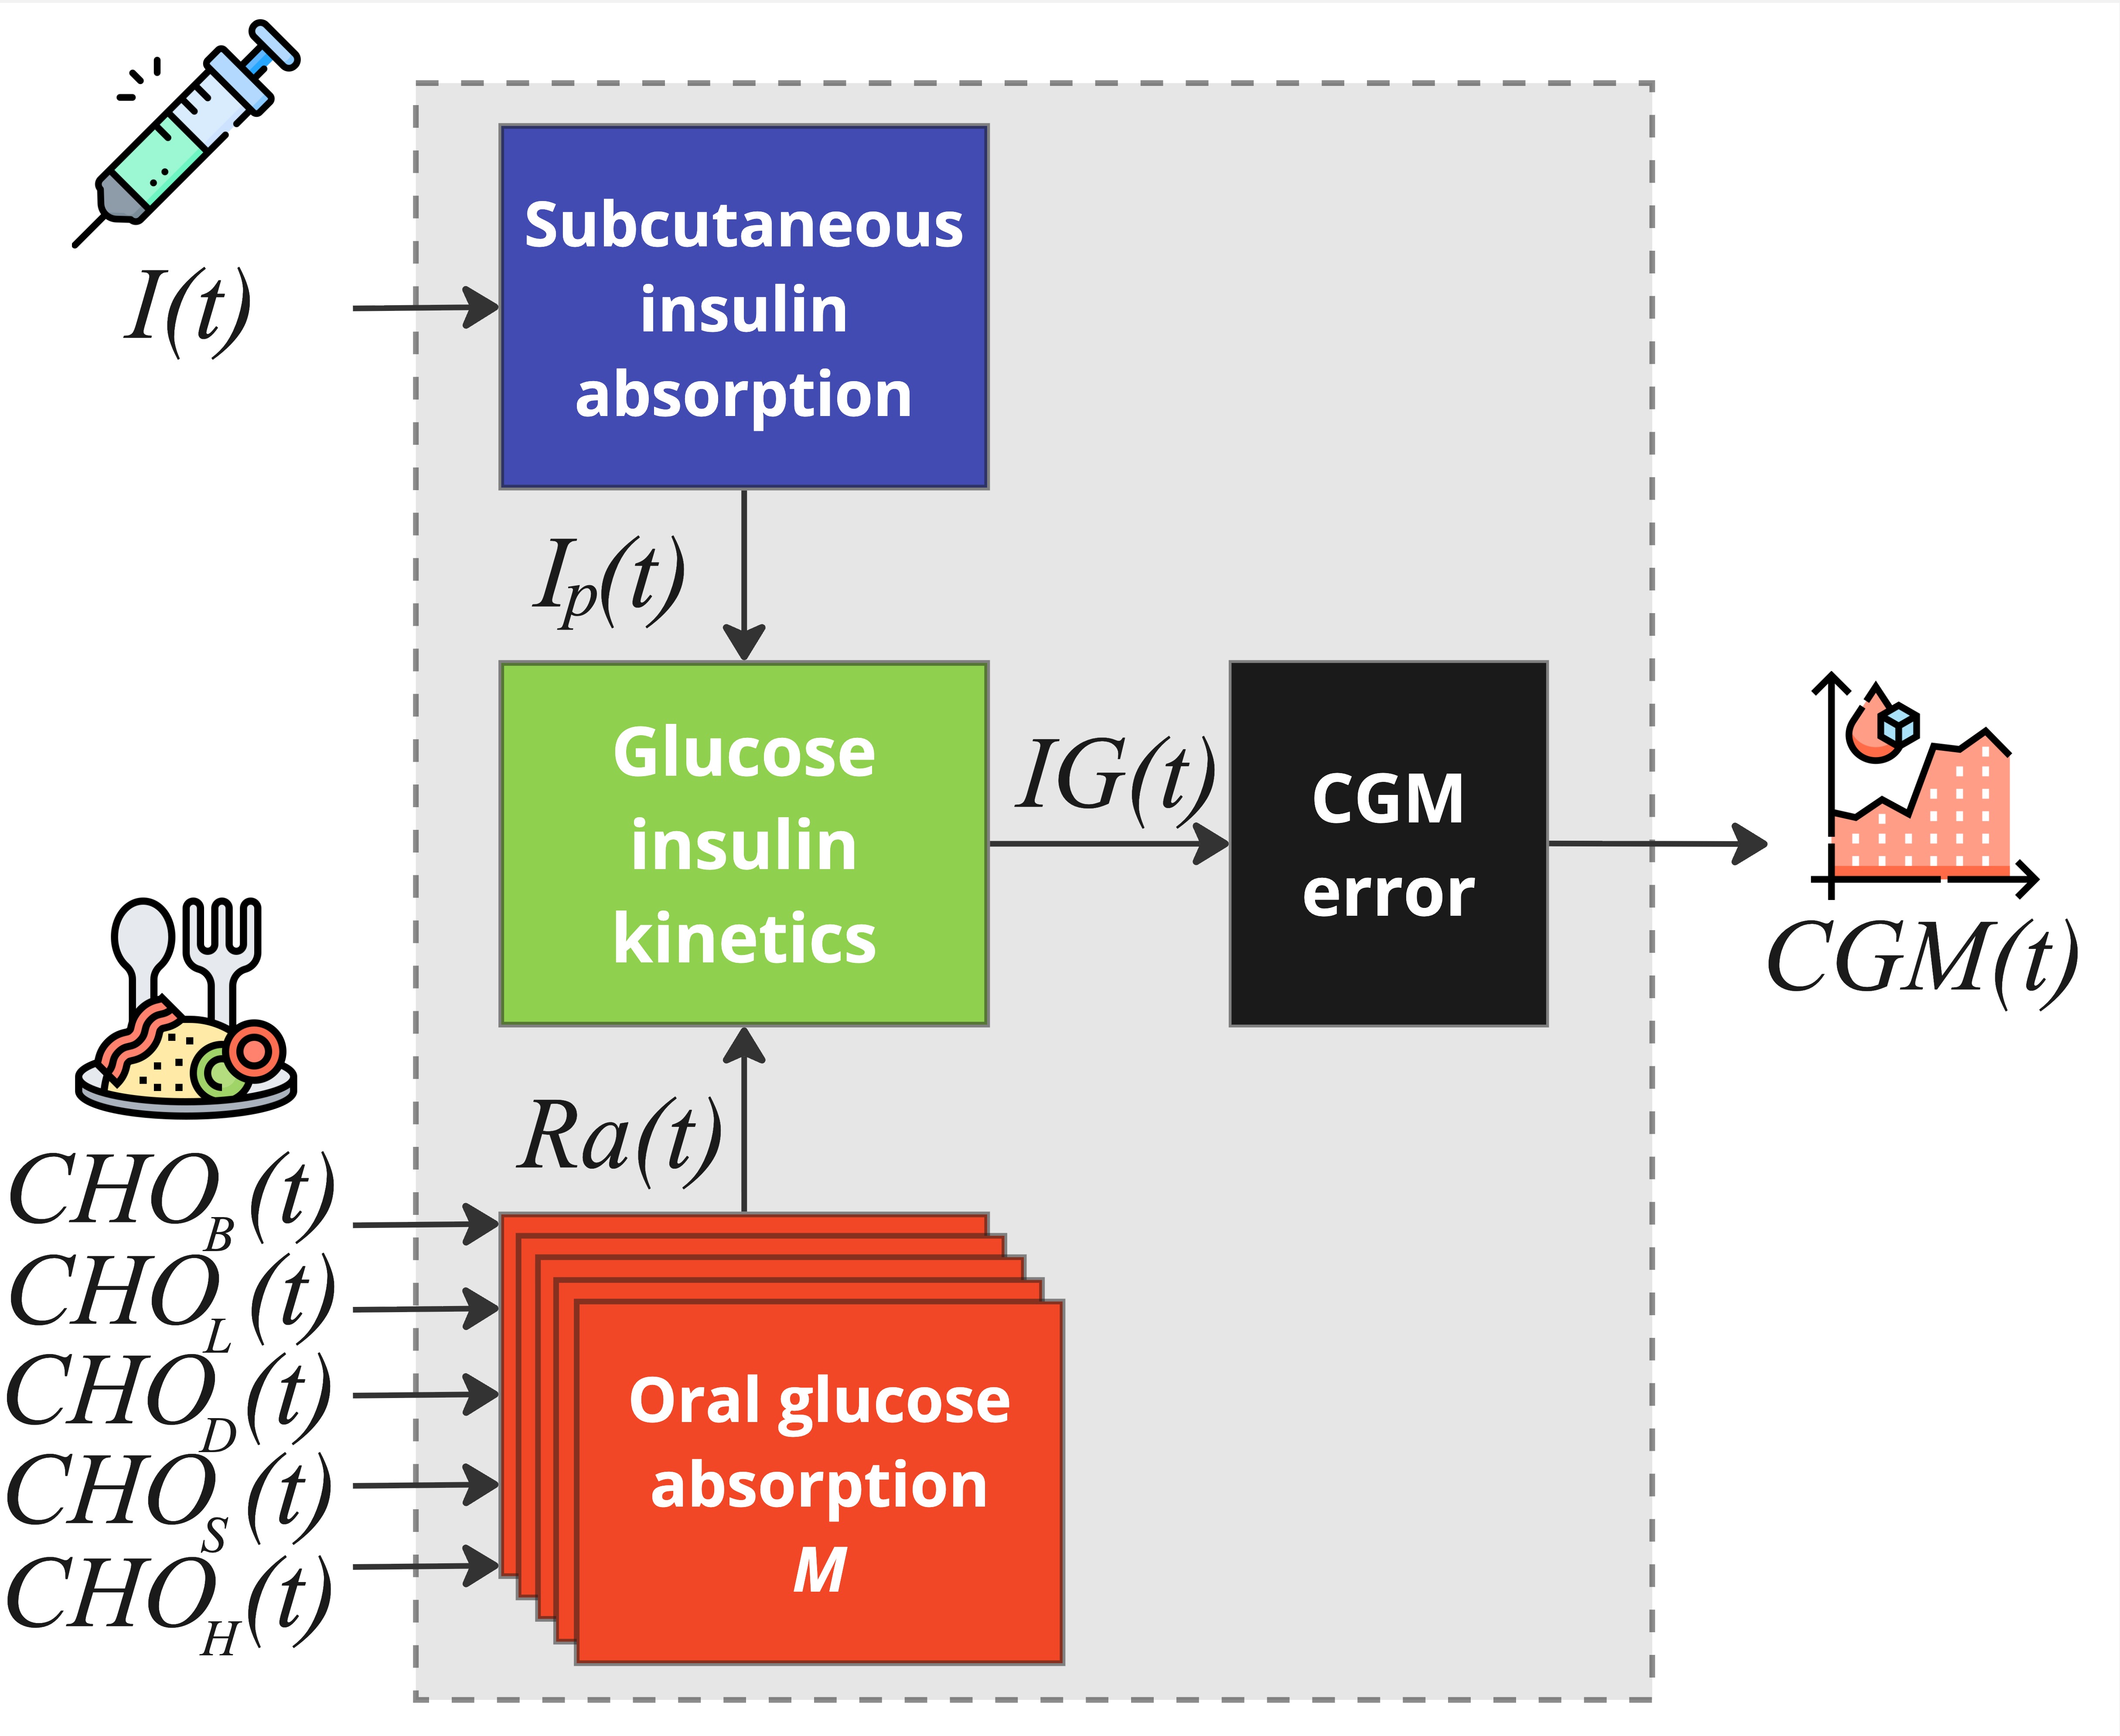 I(t)
Subcutaneous
insulin
absorption
I_p(t)
Glucose
insulin
kinetics
IG(t)
CGM
error
CGM(t)
Ra(t)
CHO_B(t)
CHO_L(t)
CHO_D(t)
CHO_S(t)
CHO_H(t)
Oral glucose
absorption
M